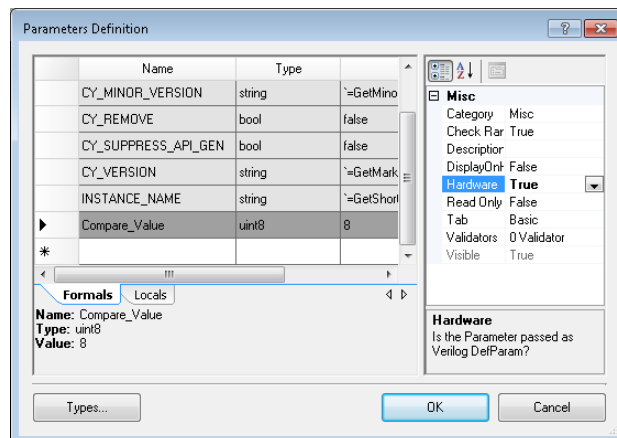 Parameters Definition
Name Type
CY_MINOR_VERSION string `=GetMino
CY_REMOVE bool false
CY_SUPPRESS_API_GEN bool false
CY_VERSION string `=GetMark
INSTANCE_NAME string `=GetShort
Compare_Value uint8 8
Formals Locals
Name: Compare_Value
Type: uint8
Value: 8
Misc
Category Misc
Check Rar True
Descriptior
DisplayOnl False
Hardware True
Read Only False
Tab Basic
Validators 0 Validator
Visible True
Hardware
Is the Parameter passed as
Verilog DefParam?
Types...
OK Cancel